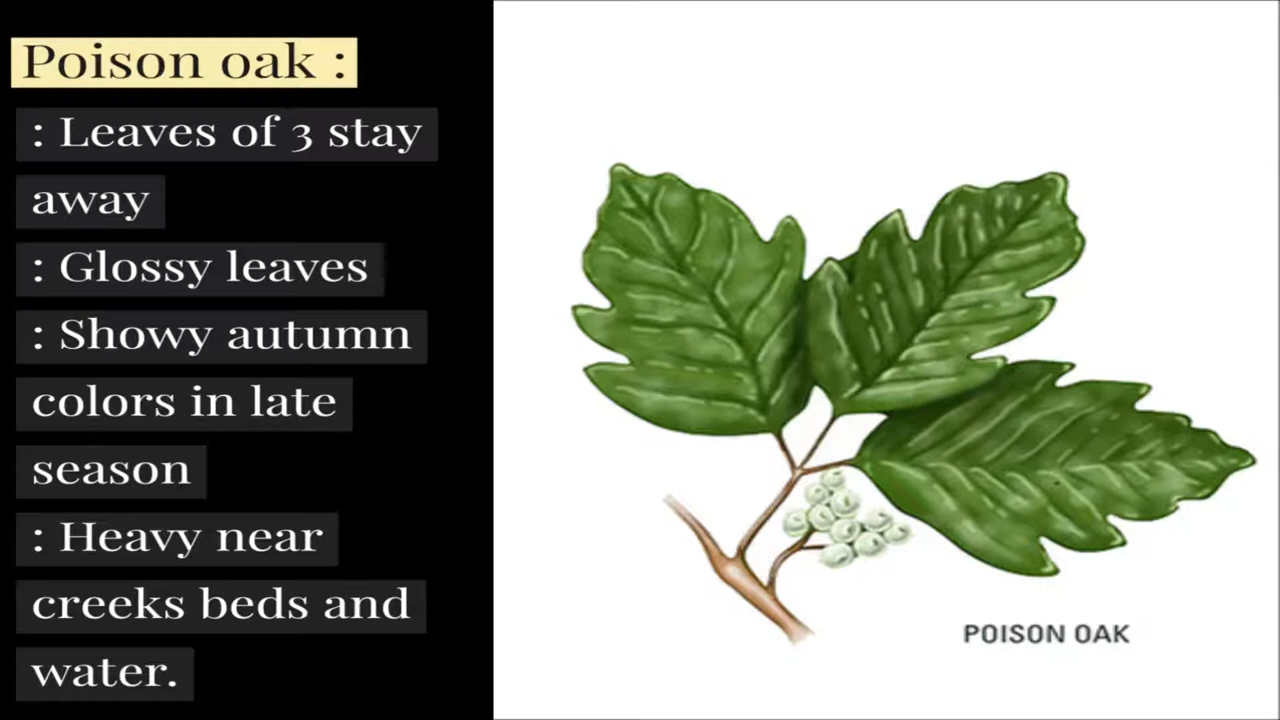 Poison oak :
: Leaves of 3 stay
away
: Glossy leaves
: Showy autumn
colors in late
season
: Heavy near
creeks beds and
water.
POISON OAK